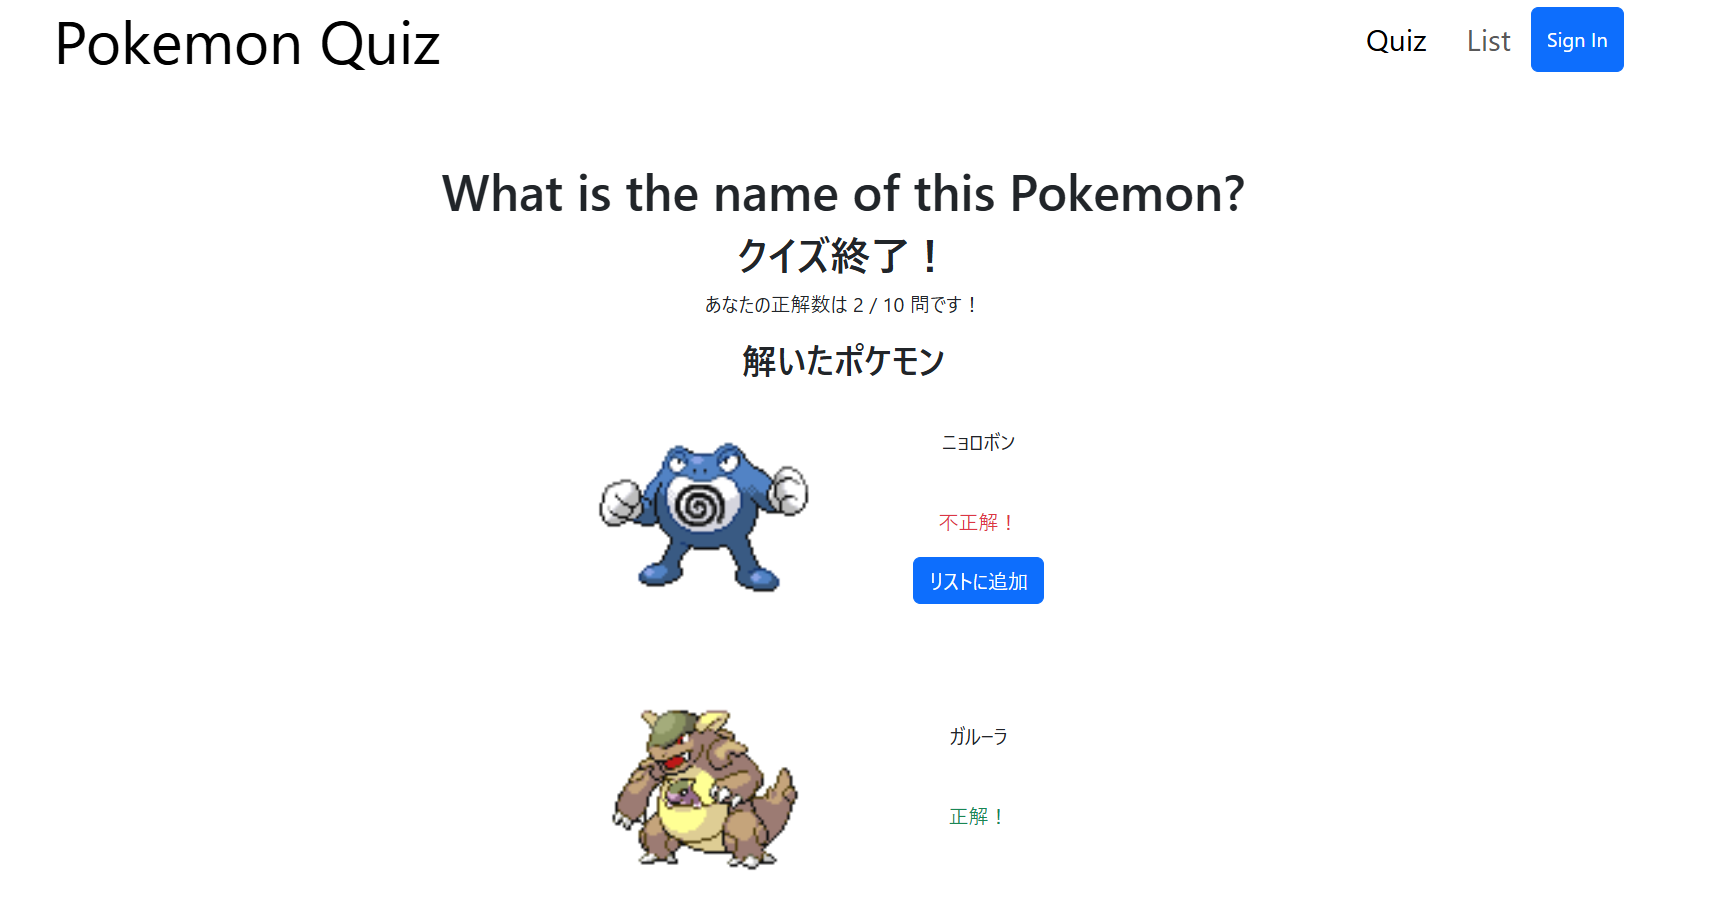 Pokemon Quiz
Quiz
List
Sign In
What is the name of this Pokemon?
クイズ終了！
あなたの正解数は 2 / 10 問です！
解いたポケモン
ニョロボン
不正解！
リストに追加
ガルーラ
正解！